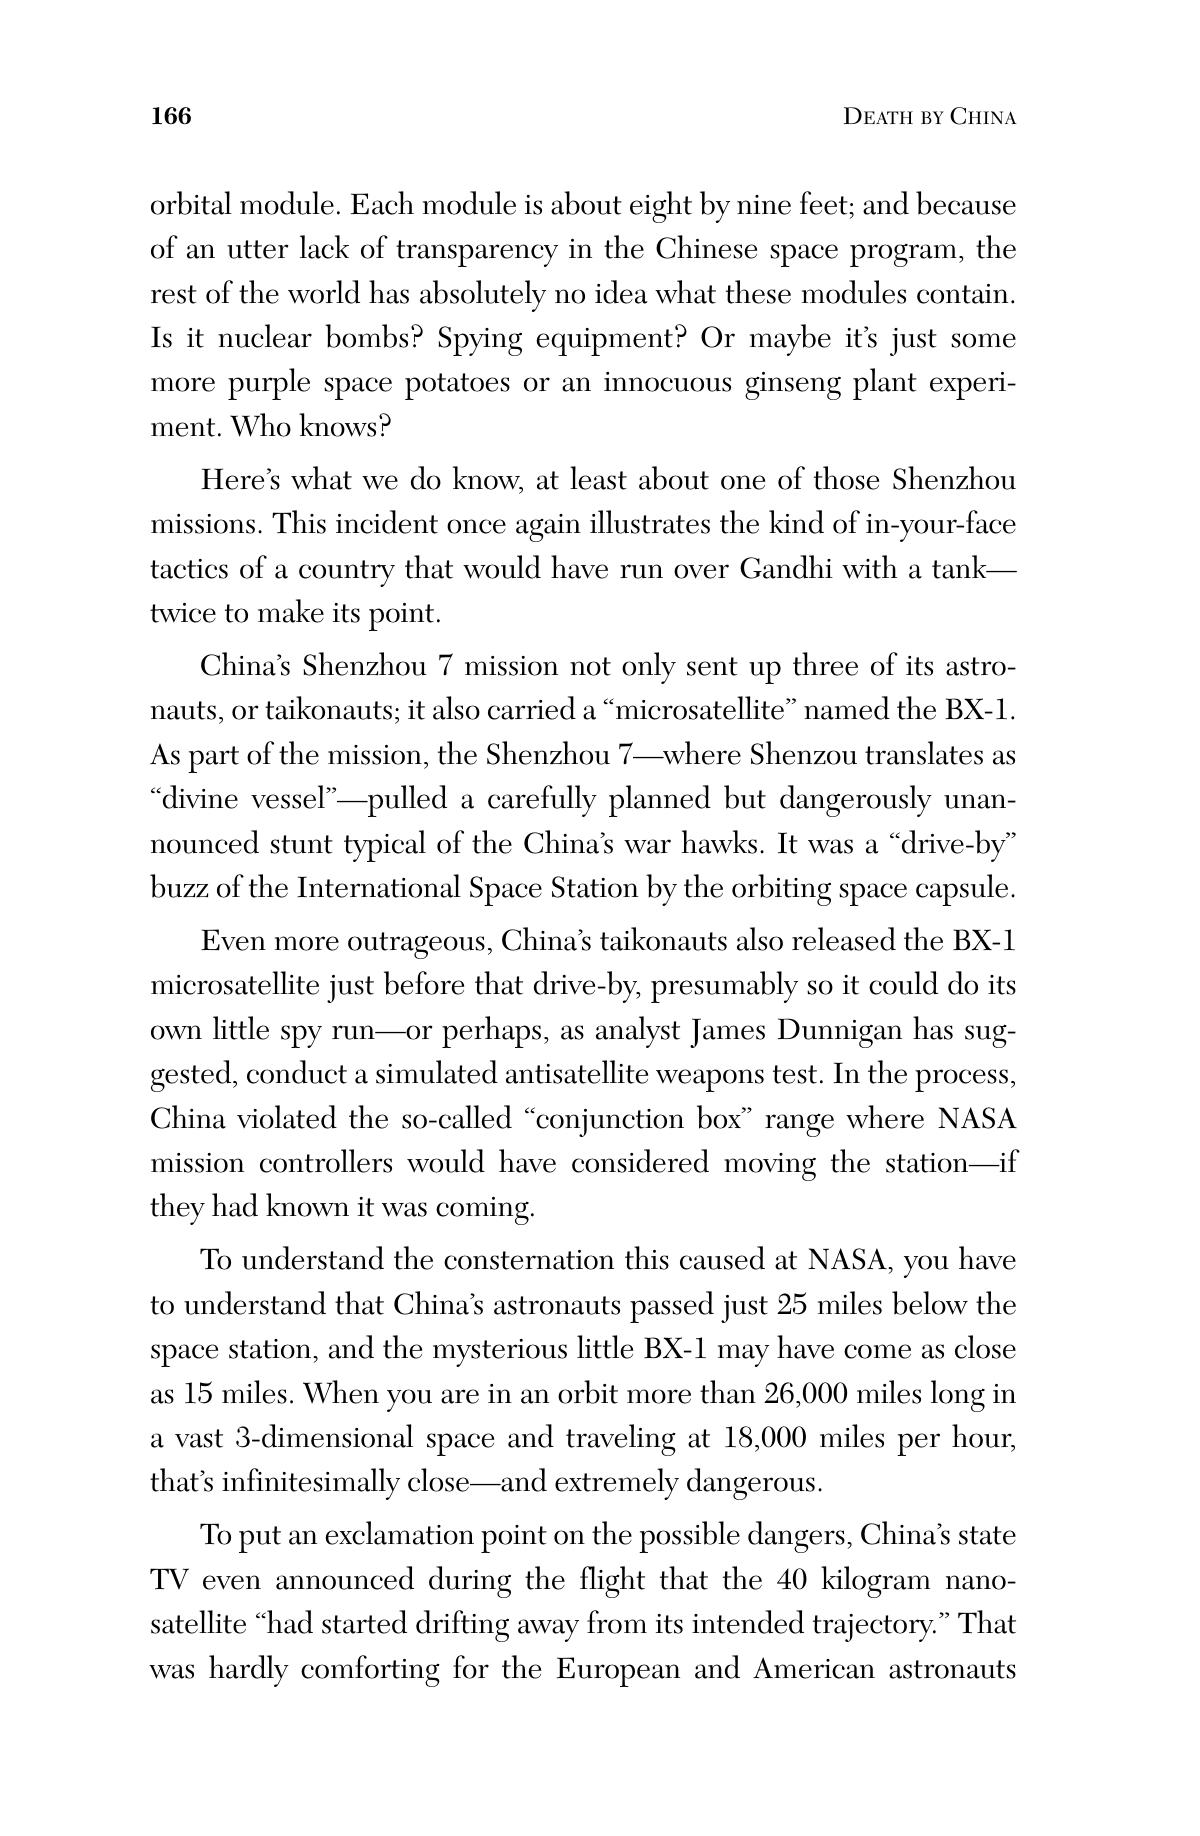 166 DEATH BY CHINA
orbital module. Each module is about eight by nine feet; and because
of an utter lack of transparency in the Chinese space program, the
rest of the world has absolutely no idea what these modules contain.
Is it nuclear bombs? Spying equipment? Or maybe it’s just some
more purple space potatoes or an innocuous ginseng plant experi-
ment. Who knows?
Here’s what we do know, at least about one of those Shenzhou
missions. This incident once again illustrates the kind of in-your-face
tactics of a country that would have run over Gandhi with a tank—
twice to make its point.
China’s Shenzhou 7 mission not only sent up three of its astro-
nauts, or taikonauts; it also carried a “microsatellite” named the BX-1.
As part of the mission, the Shenzhou 7—where Shenzou translates as
“divine vessel”—pulled a carefully planned but dangerously unan-
nounced stunt typical of the China’s war hawks. It was a “drive-by”
buzz of the International Space Station by the orbiting space capsule.
Even more outrageous, China’s taikonauts also released the BX-1
microsatellite just before that drive-by, presumably so it could do its
own little spy run—or perhaps, as analyst James Dunnigan has sug-
gested, conduct a simulated antisatellite weapons test. In the process,
China violated the so-called “conjunction box” range where NASA
mission controllers would have considered moving the station—if
they had known it was coming.
To understand the consternation this caused at NASA, you have
to understand that China’s astronauts passed just 25 miles below the
space station, and the mysterious little BX-1 may have come as close
as 15 miles. When you are in an orbit more than 26,000 miles long in
a vast 3-dimensional space and traveling at 18,000 miles per hour,
that’s infinitesimally close—and extremely dangerous.
To put an exclamation point on the possible dangers, China’s state
TV even announced during the flight that the 40 kilogram nano-
satellite “had started drifting away from its intended trajectory.” That
was hardly comforting for the European and American astronauts